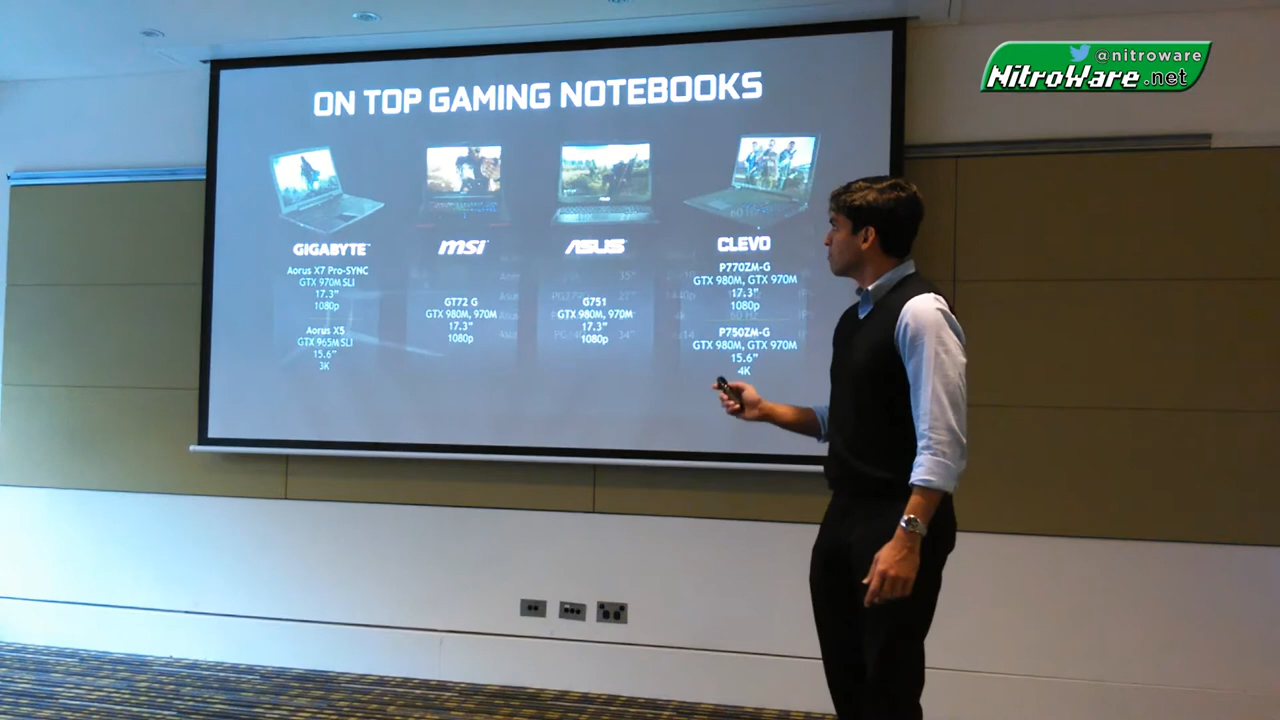 @nitroware
NitroWare.net
ON TOP GAMING NOTEBOOKS
GIGABYTE™
Aorus X7 Pro-SYNC
GTX 970M SLI
17.3”
1080p
Aorus X5
GTX 965M SLI
15.6”
3K
msi
GT72 G
GTX 980M, 970M
17.3”
1080p
ASUS
G751
GTX 980M, 970M
17.3”
1080p
CLEVO
P770ZM-G
GTX 980M, GTX 970M
17.3”
1080p
P750ZM-G
GTX 980M, GTX 970M
15.6”
4K